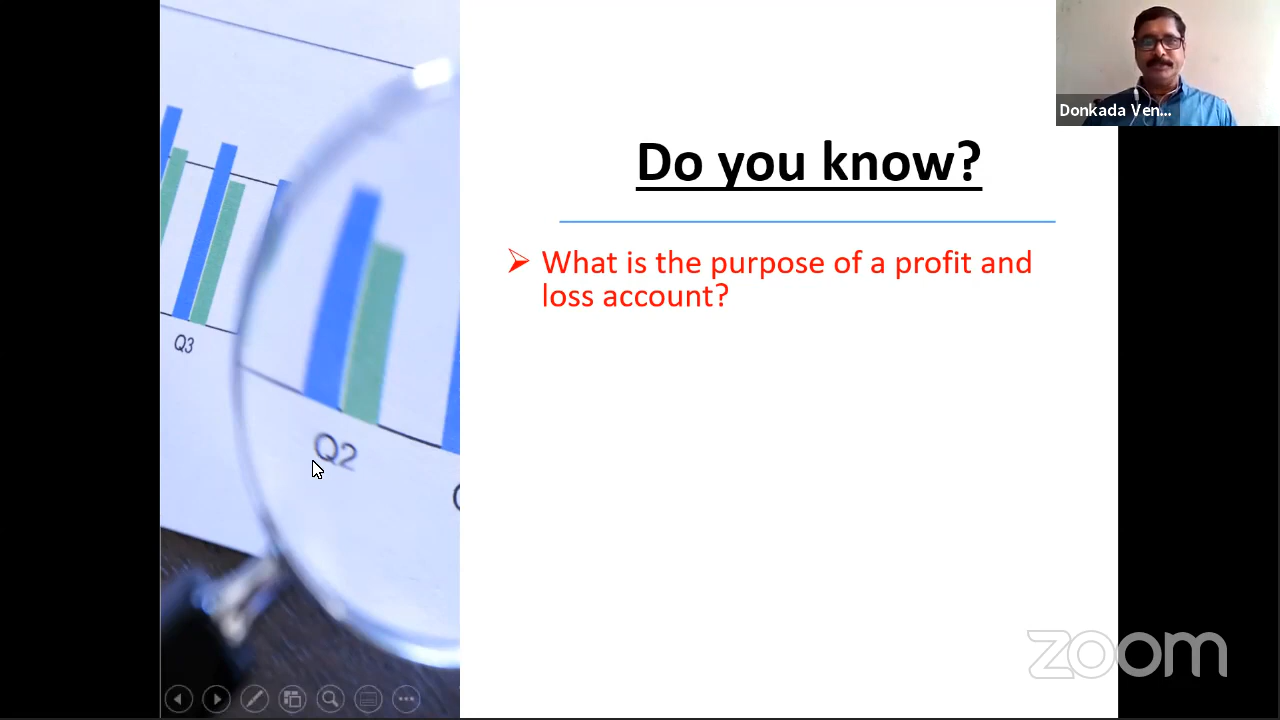 Do you know?
➢ What is the purpose of a profit and
loss account?
Donkada Ven...
Q3
Q2
zoom